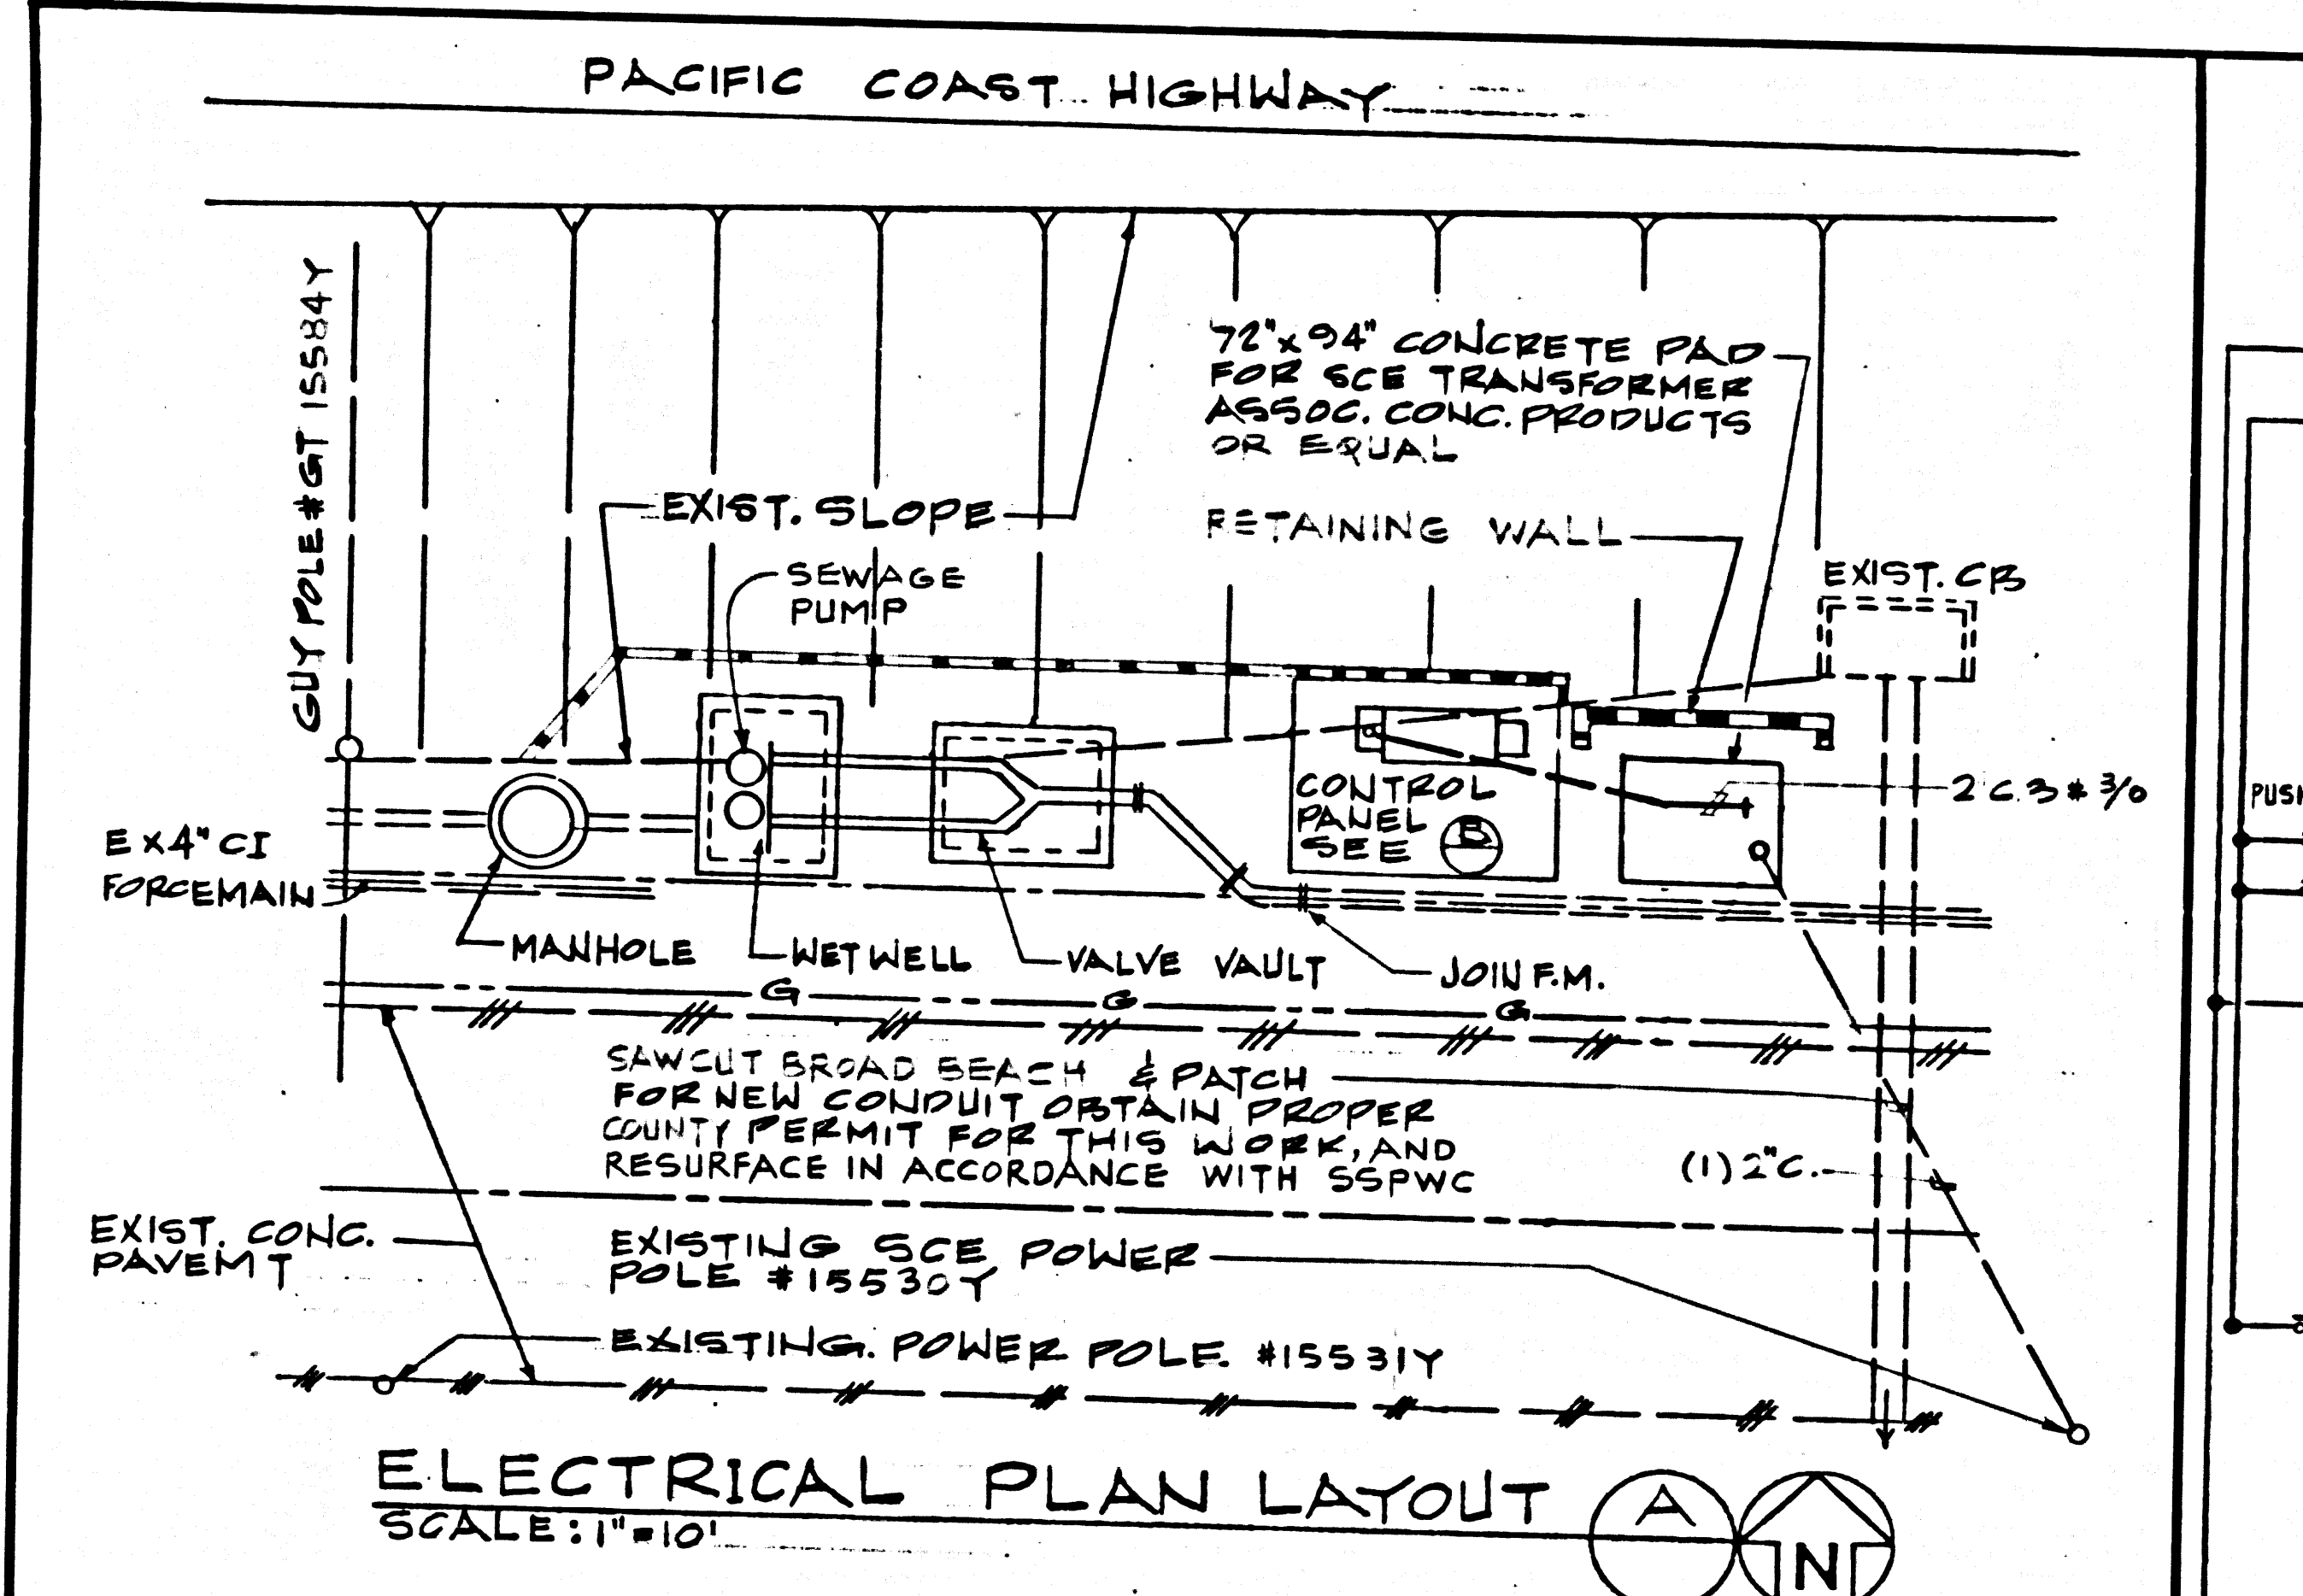 PACIFIC COAST HIGHWAY
GUY POLE #GT 15584Y
72"x94" CONCRETE PAD
FOR SCE TRANSFORMER
ASSOC. CONC. PRODUCTS
OR EQUAL
EXIST. SLOPE
RETAINING WALL
EXIST. CB
SEWAGE
PUMP
CONTROL
PANEL
SEE B
2"C.3#3/0
PUSH
EX4" CI
FORCEMAIN
MANHOLE
WETWELL
VALVE VAULT
JOIN F.M.
G G G
SAWCUT BROAD BEACH & PATCH
FOR NEW CONDUIT OBTAIN PROPER
COUNTY PERMIT FOR THIS WORK, AND
RESURFACE IN ACCORDANCE WITH SSPWC
(1) 2"C.
EXIST. CONC.
PAVEMT
EXISTING SCE POWER
POLE #15530Y
EXISTING. POWER POLE. #15531Y
ELECTRICAL PLAN LAYOUT
SCALE: 1"=10'
A
N